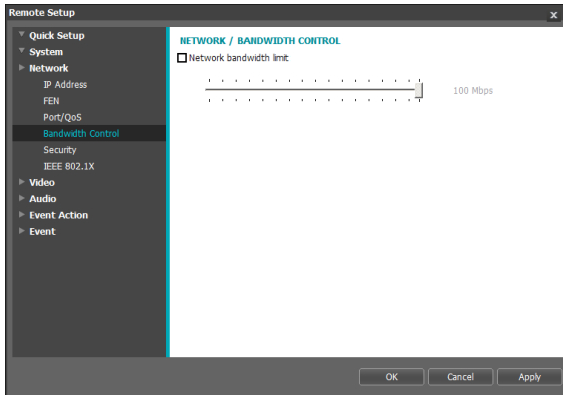 Remote Setup
x
Quick Setup
System
Network
IP Address
FEN
Port/QoS
Bandwidth Control
Security
IEEE 802.1X
Video
Audio
Event Action
Event
NETWORK / BANDWIDTH CONTROL
Network bandwidth limit
100 Mbps
OK
Cancel
Apply